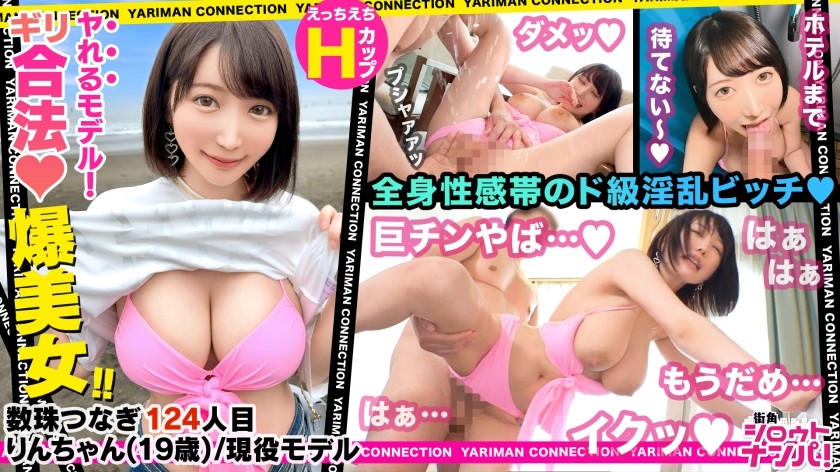 YARIMAN CONNECTION
ヤれるモデル!
ギリ合法♥
爆美女!!
数珠つなぎ 124人目
りんちゃん(19歳)/現役モデル
えっちえち
Hカップ
ダメッ♥
プシャァアッ
ホテルまで
待てない~♥
全身性感帯のド級淫乱ビッチ♥
巨チンやば…♥
はぁ
はぁ
はぁ…
もうだめ…
イクッ♥
街角
シロウト
ナンパ!